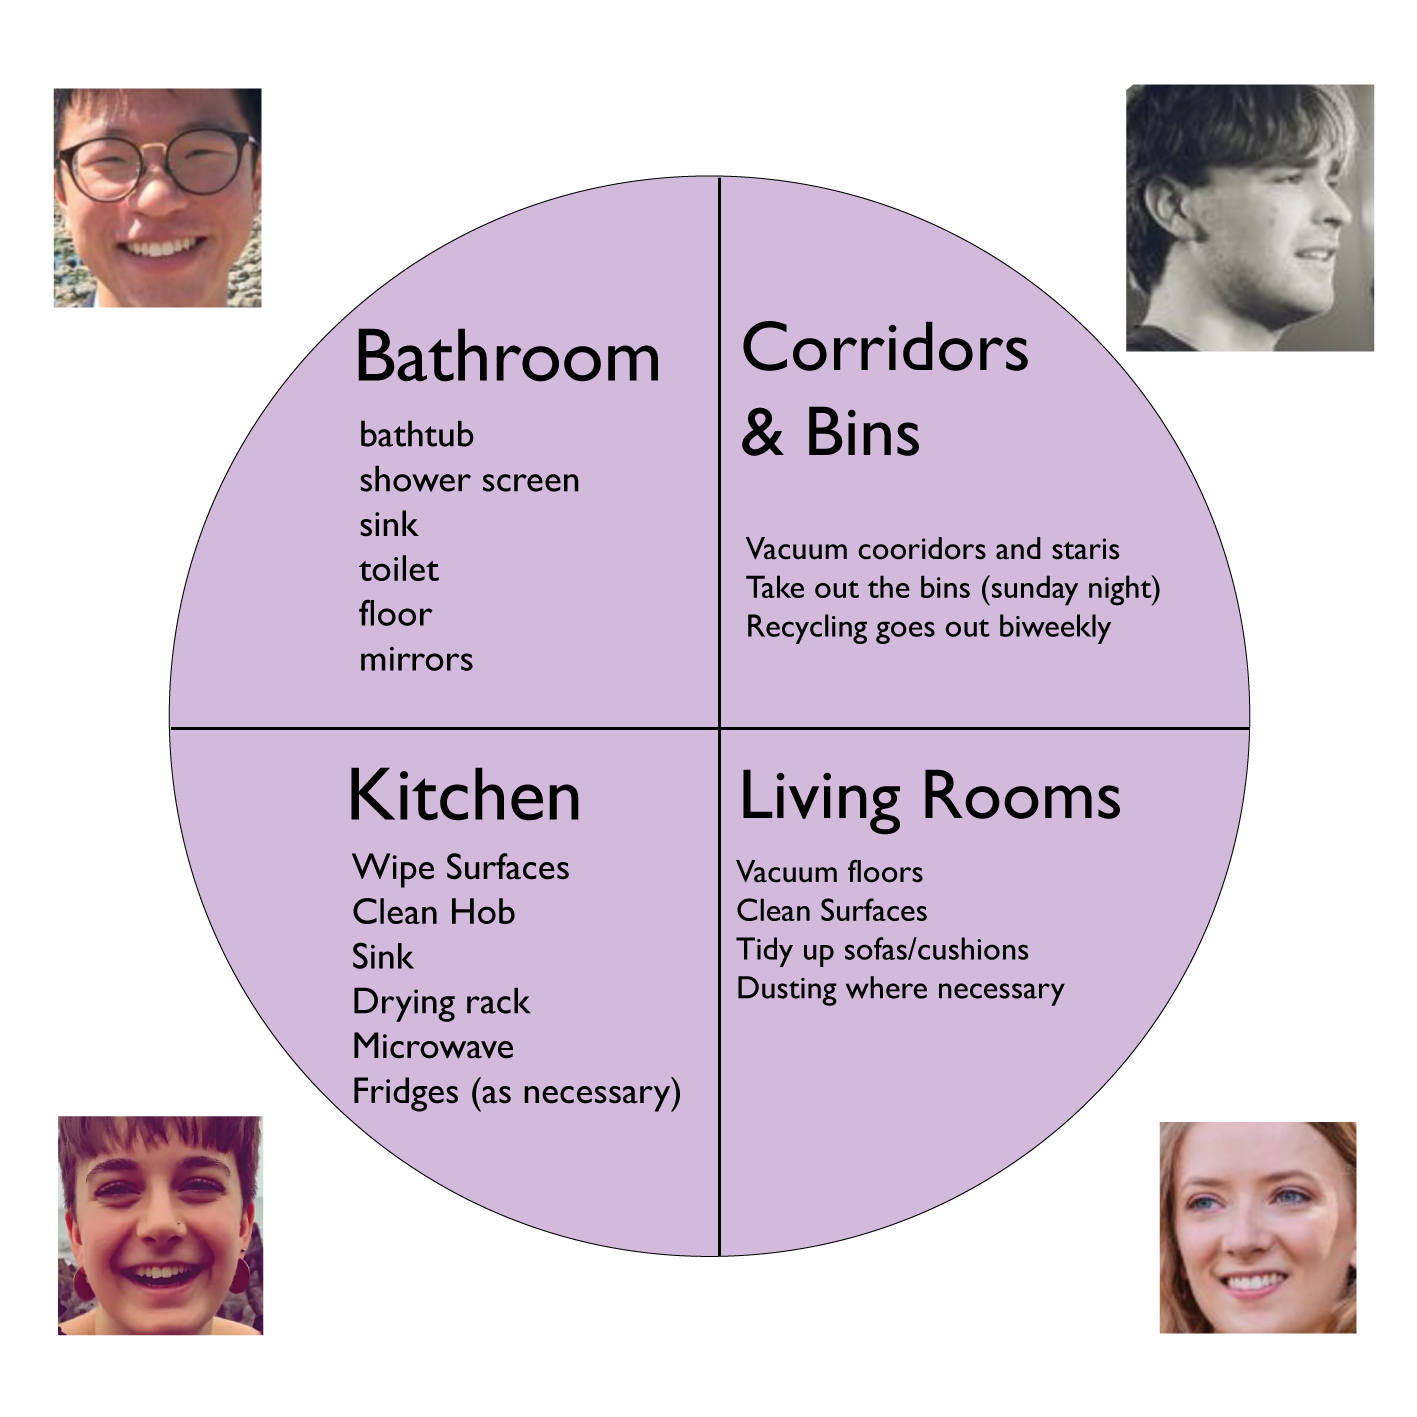 Bathroom
bathtub
shower screen
sink
toilet
floor
mirrors
Corridors
& Bins
Vacuum cooridors and staris
Take out the bins (sunday night)
Recycling goes out biweekly
Kitchen
Wipe Surfaces
Clean Hob
Sink
Drying rack
Microwave
Fridges (as necessary)
Living Rooms
Vacuum floors
Clean Surfaces
Tidy up sofas/cushions
Dusting where necessary